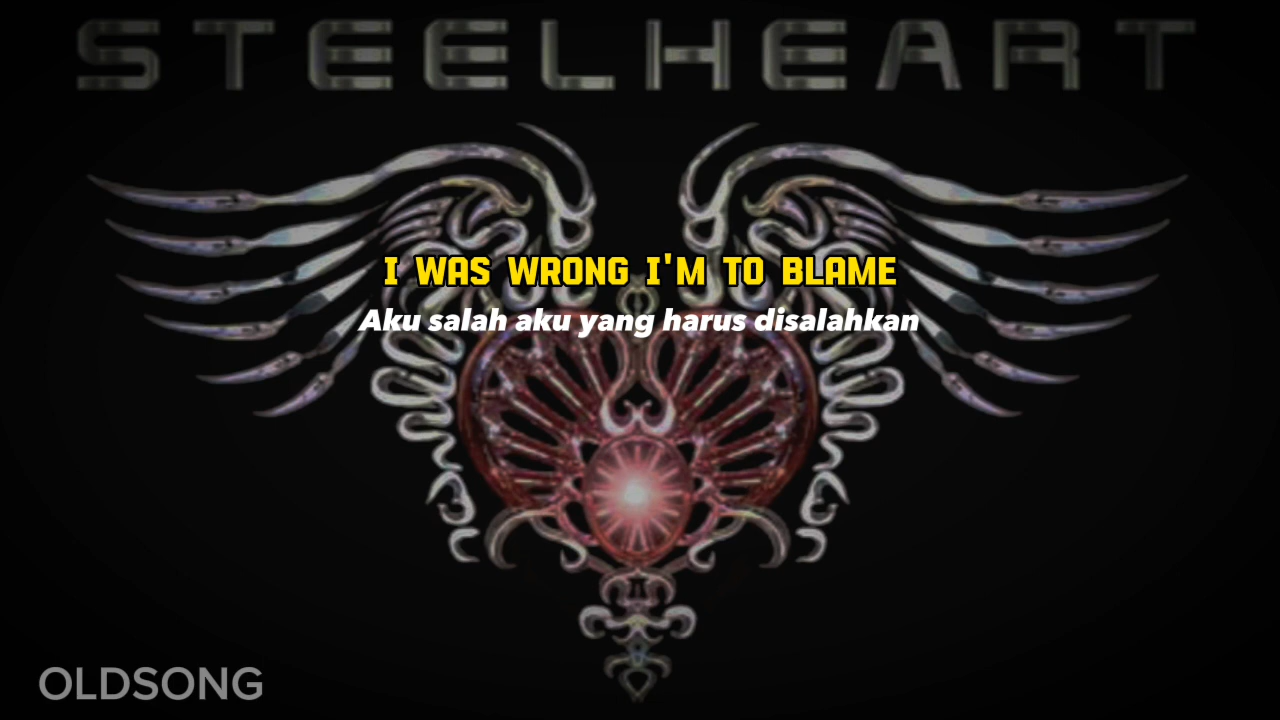 STEELHEART
I WAS WRONG I'M TO BLAME
Aku salah aku yang harus disalahkan
OLDSONG